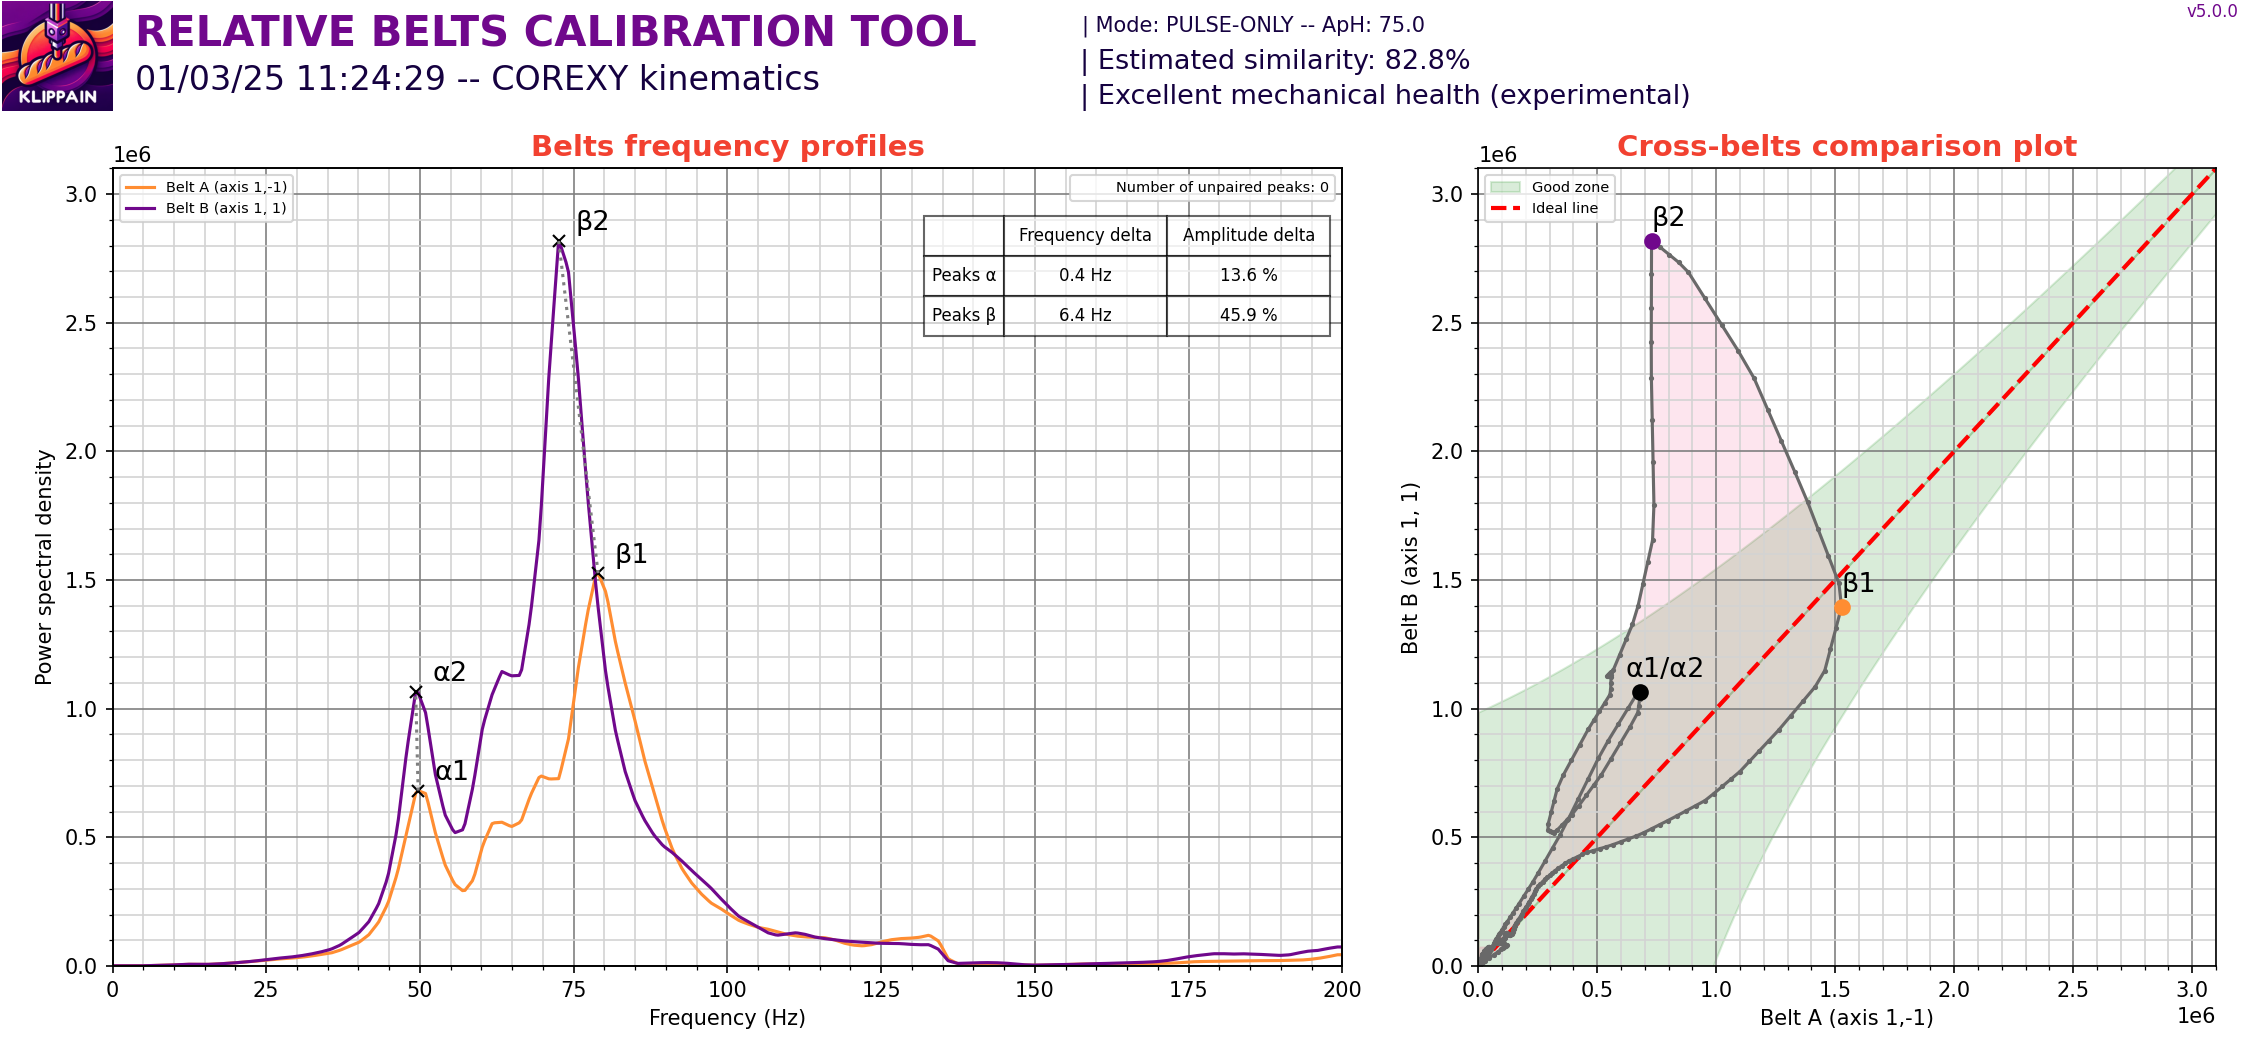 KLIPPAIN
RELATIVE BELTS CALIBRATION TOOL
01/03/25 11:24:29 -- COREXY kinematics
| Mode: PULSE-ONLY -- ApH: 75.0
| Estimated similarity: 82.8%
| Excellent mechanical health (experimental)
v5.0.0
Belts frequency profiles
1e6
Belt A (axis 1,-1)
Belt B (axis 1, 1)
Number of unpaired peaks: 0
Frequency delta Amplitude delta
Peaks α 0.4 Hz 13.6 %
Peaks β 6.4 Hz 45.9 %
β2
β1
α2
α1
Power spectral density
3.0
2.5
2.0
1.5
1.0
0.5
0.0
0 25 50 75 100 125 150 175 200
Frequency (Hz)
Cross-belts comparison plot
1e6
Good zone
Ideal line
β2
β1
α1/α2
Belt B (axis 1, 1)
3.0
2.5
2.0
1.5
1.0
0.5
0.0
0.0 0.5 1.0 1.5 2.0 2.5 3.0
Belt A (axis 1,-1)
1e6